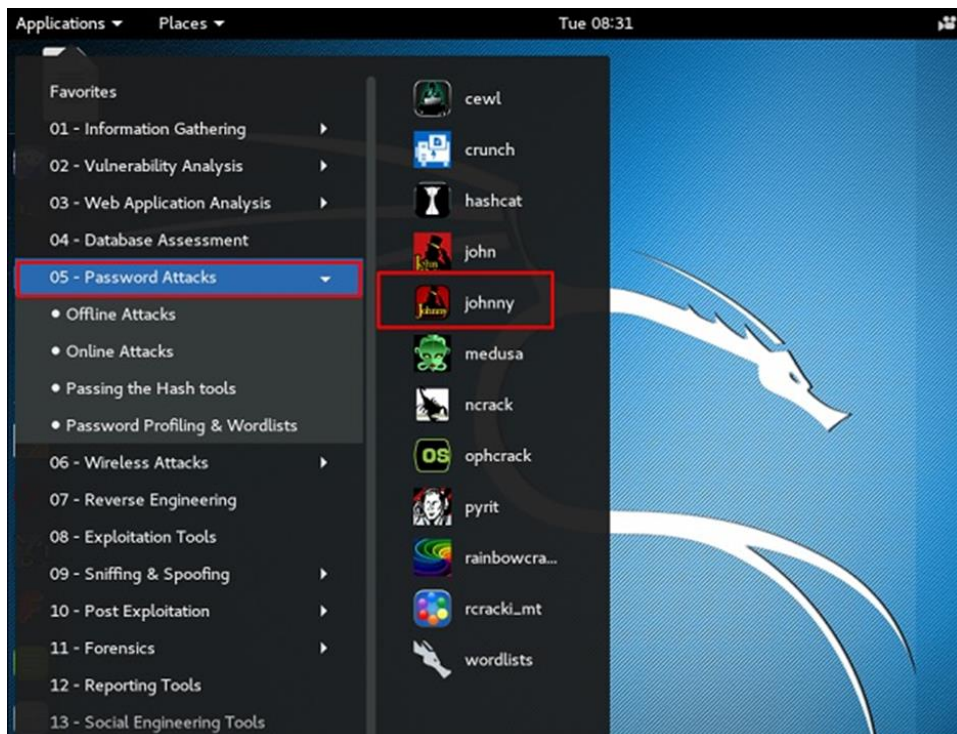 Applications Places Tue 08:31
Favorites
01 - Information Gathering
02 - Vulnerability Analysis
03 - Web Application Analysis
04 - Database Assessment
05 - Password Attacks
• Offline Attacks
• Online Attacks
• Passing the Hash tools
• Password Profiling & Wordlists
06 - Wireless Attacks
07 - Reverse Engineering
08 - Exploitation Tools
09 - Sniffing & Spoofing
10 - Post Exploitation
11 - Forensics
12 - Reporting Tools
13 - Social Engineering Tools
cewl
crunch
hashcat
john
Johnny
johnny
medusa
ncrack
OS
ophcrack
pyrit
rainbowcra...
rcracki_mt
wordlists